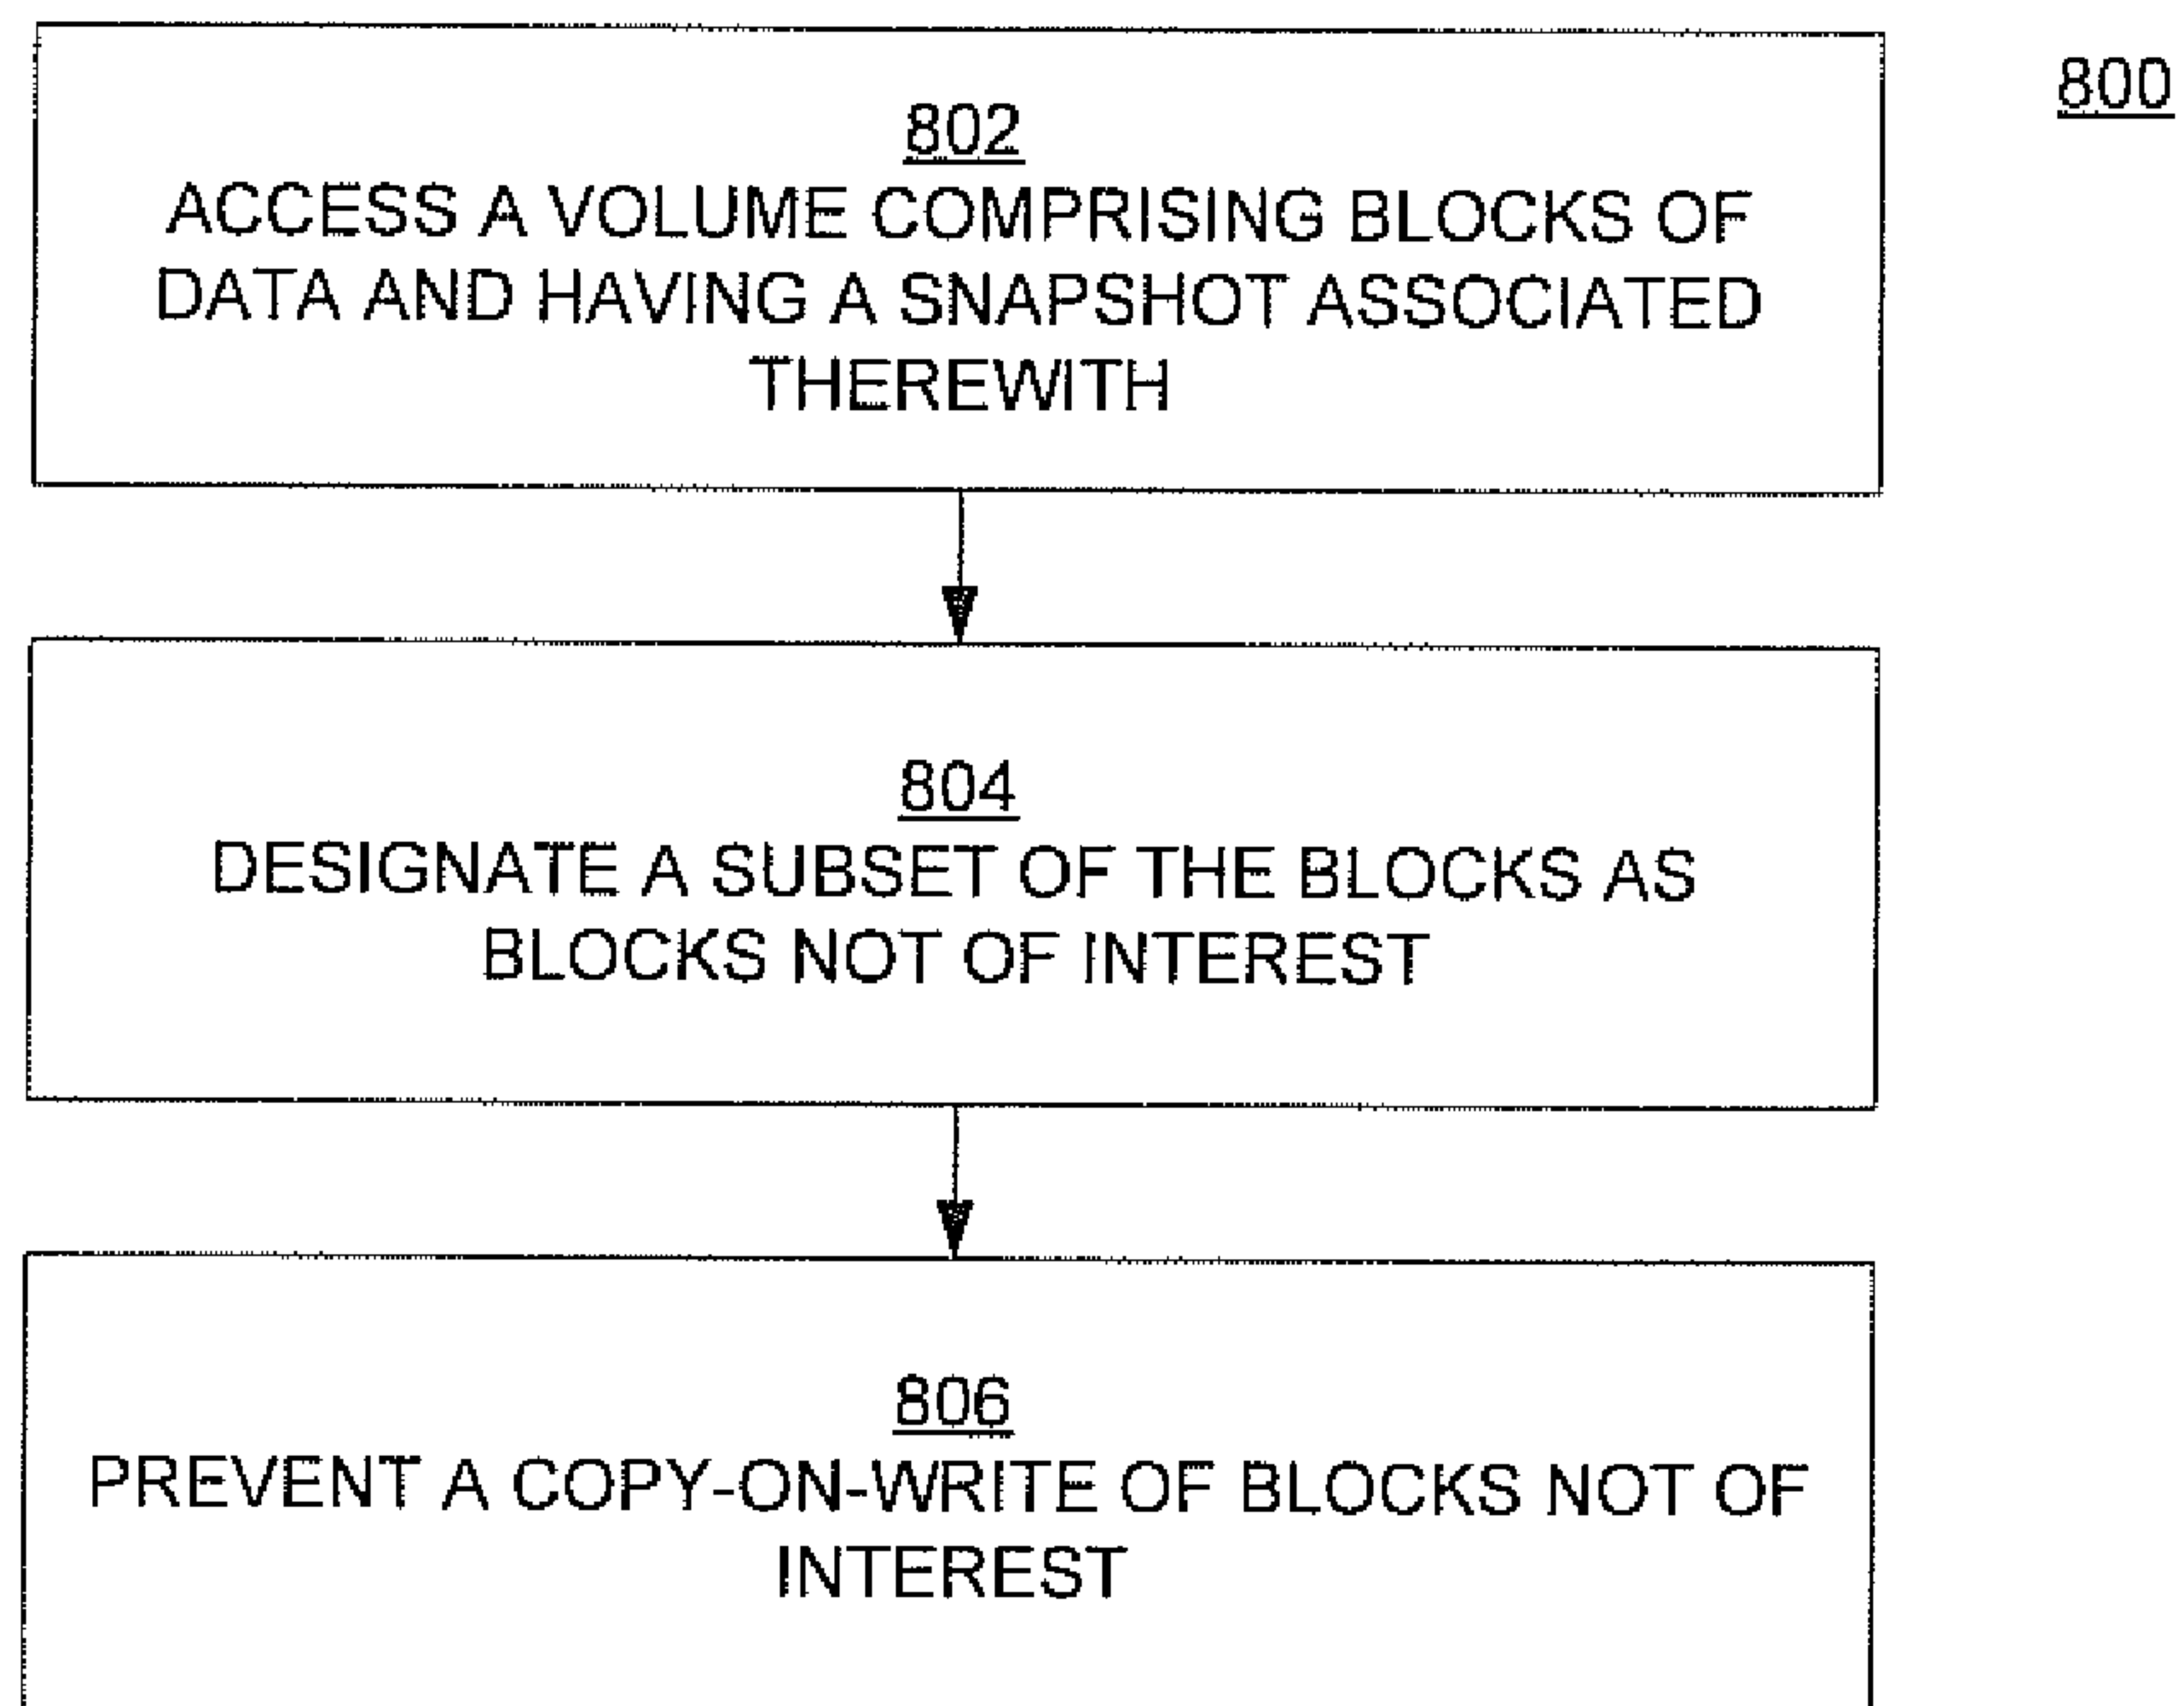 800
802
ACCESS A VOLUME COMPRISING BLOCKS OF
DATA AND HAVING A SNAPSHOT ASSOCIATED
THEREWITH
804
DESIGNATE A SUBSET OF THE BLOCKS AS
BLOCKS NOT OF INTEREST
806
PREVENT A COPY-ON-WRITE OF BLOCKS NOT OF
INTEREST